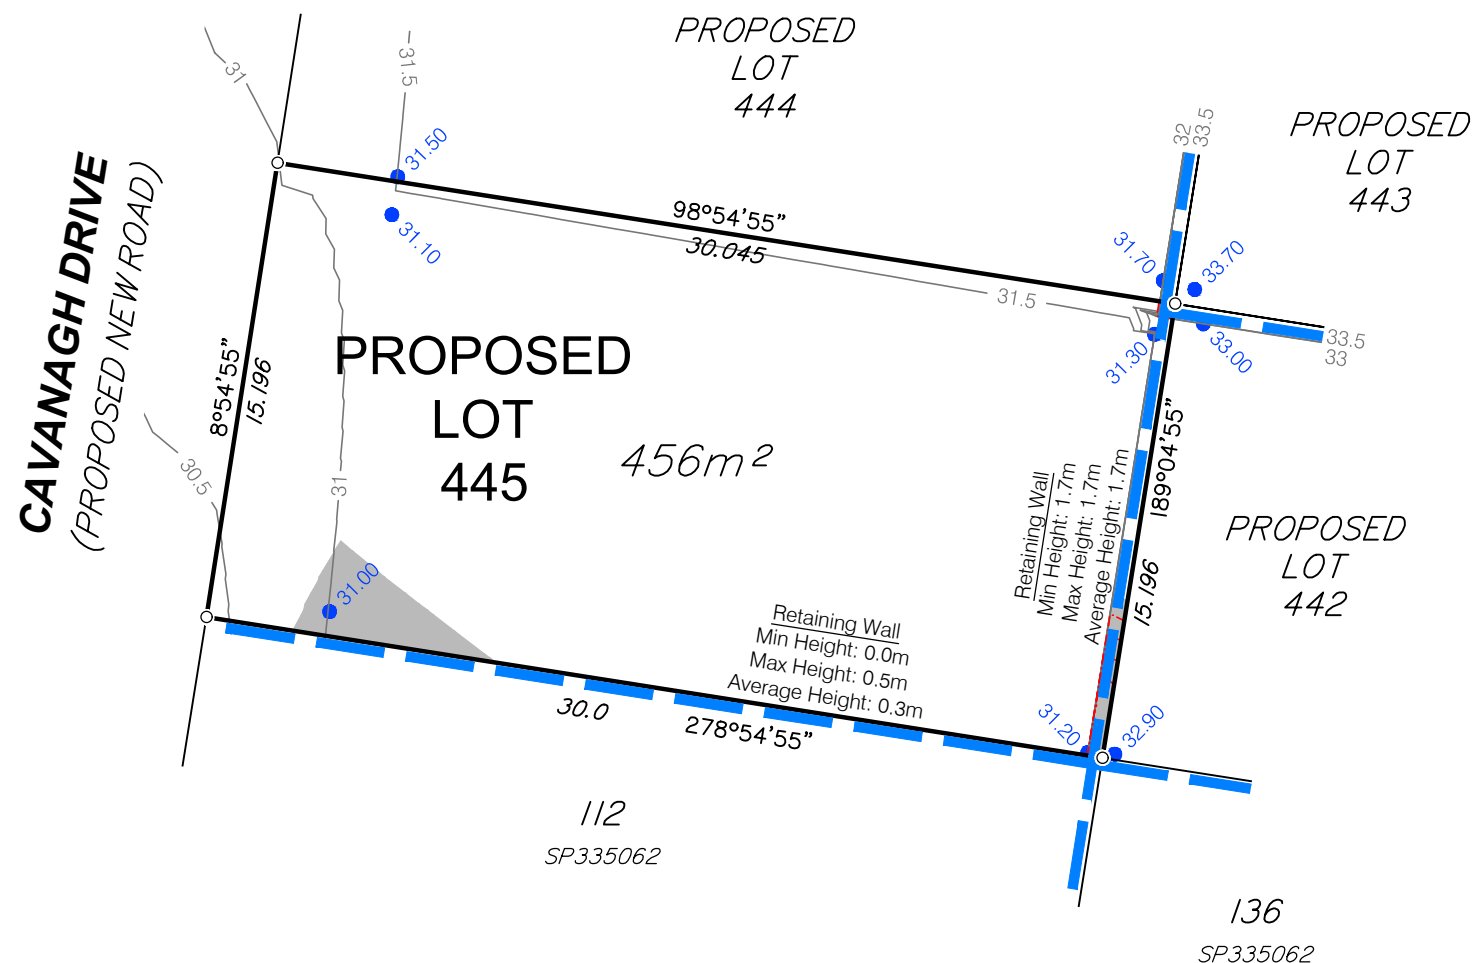 PROPOSED
LOT
444
31
31.5
31.50
31.10
32
33.5
PROPOSED
LOT
443
CAVANAGH DRIVE
(PROPOSED NEW ROAD)
98°54'55"
30.045
31.70
33.70
31.5
31.30
33.00
33.5
33
8°54'55"
15.196
PROPOSED
LOT
445
456m²
30.5
31
31.00
Retaining Wall
Min Height: 1.7m
Max Height: 1.7m
Average Height: 1.7m
189°04'55"
15.196
PROPOSED
LOT
442
Retaining Wall
Min Height: 0.0m
Max Height: 0.5m
Average Height: 0.3m
30.0
278°54'55"
31.20
32.90
112
SP335062
136
SP335062